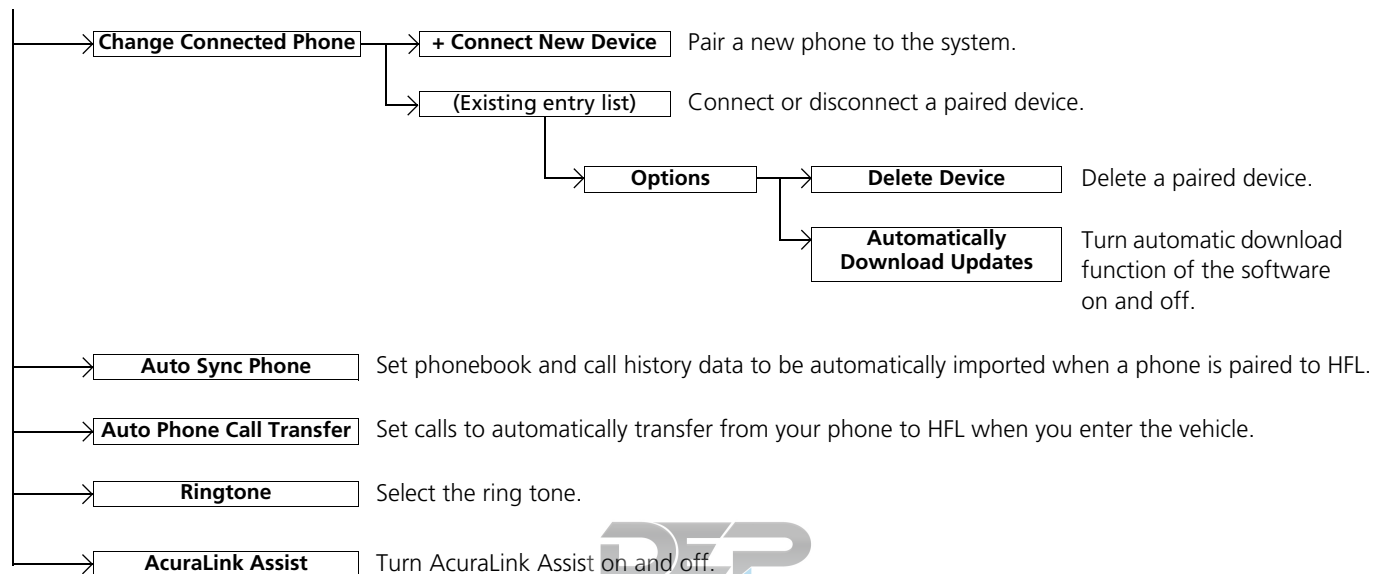 Change Connected Phone
+ Connect New Device
Pair a new phone to the system.
(Existing entry list)
Connect or disconnect a paired device.
Options
Delete Device
Delete a paired device.
Automatically
Download Updates
Turn automatic download
function of the software
on and off.
Auto Sync Phone
Set phonebook and call history data to be automatically imported when a phone is paired to HFL.
Auto Phone Call Transfer
Set calls to automatically transfer from your phone to HFL when you enter the vehicle.
Ringtone
Select the ring tone.
AcuraLink Assist
Turn AcuraLink Assist on and off.
DEP